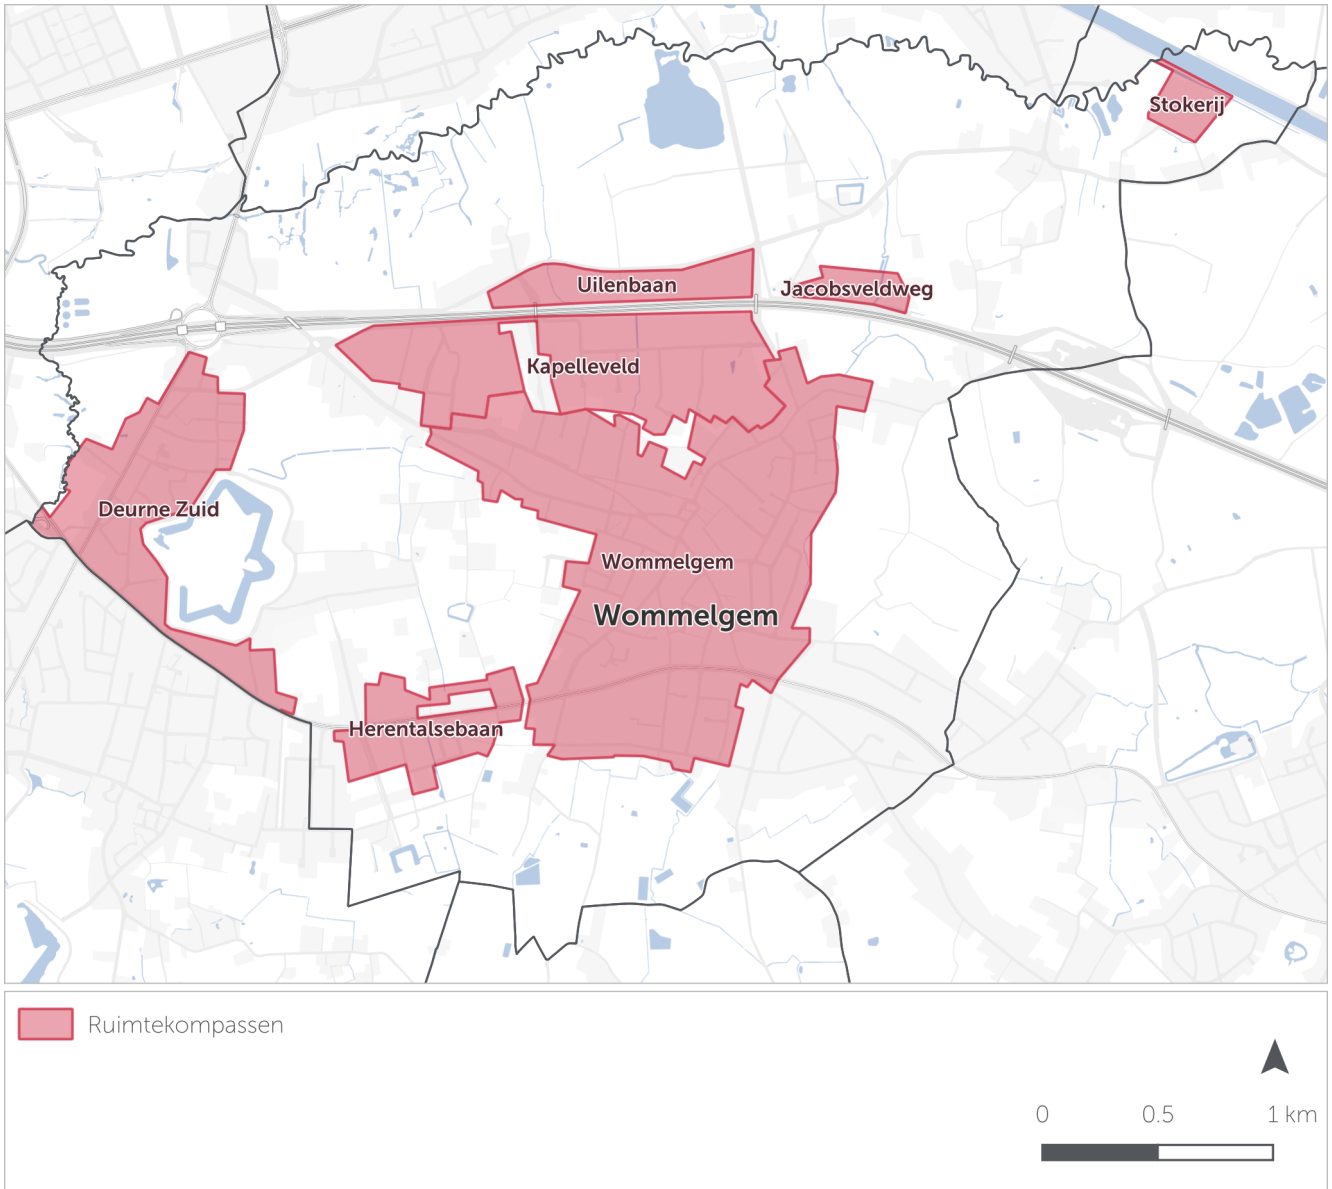 Stokerij
Uilenbaan
Jacobsveldweg
Kapelleveld
Deurne Zuid
Wommelgem
Wommelgem
Herentalsebaan
Ruimtekompassen
0 0.5 1 km